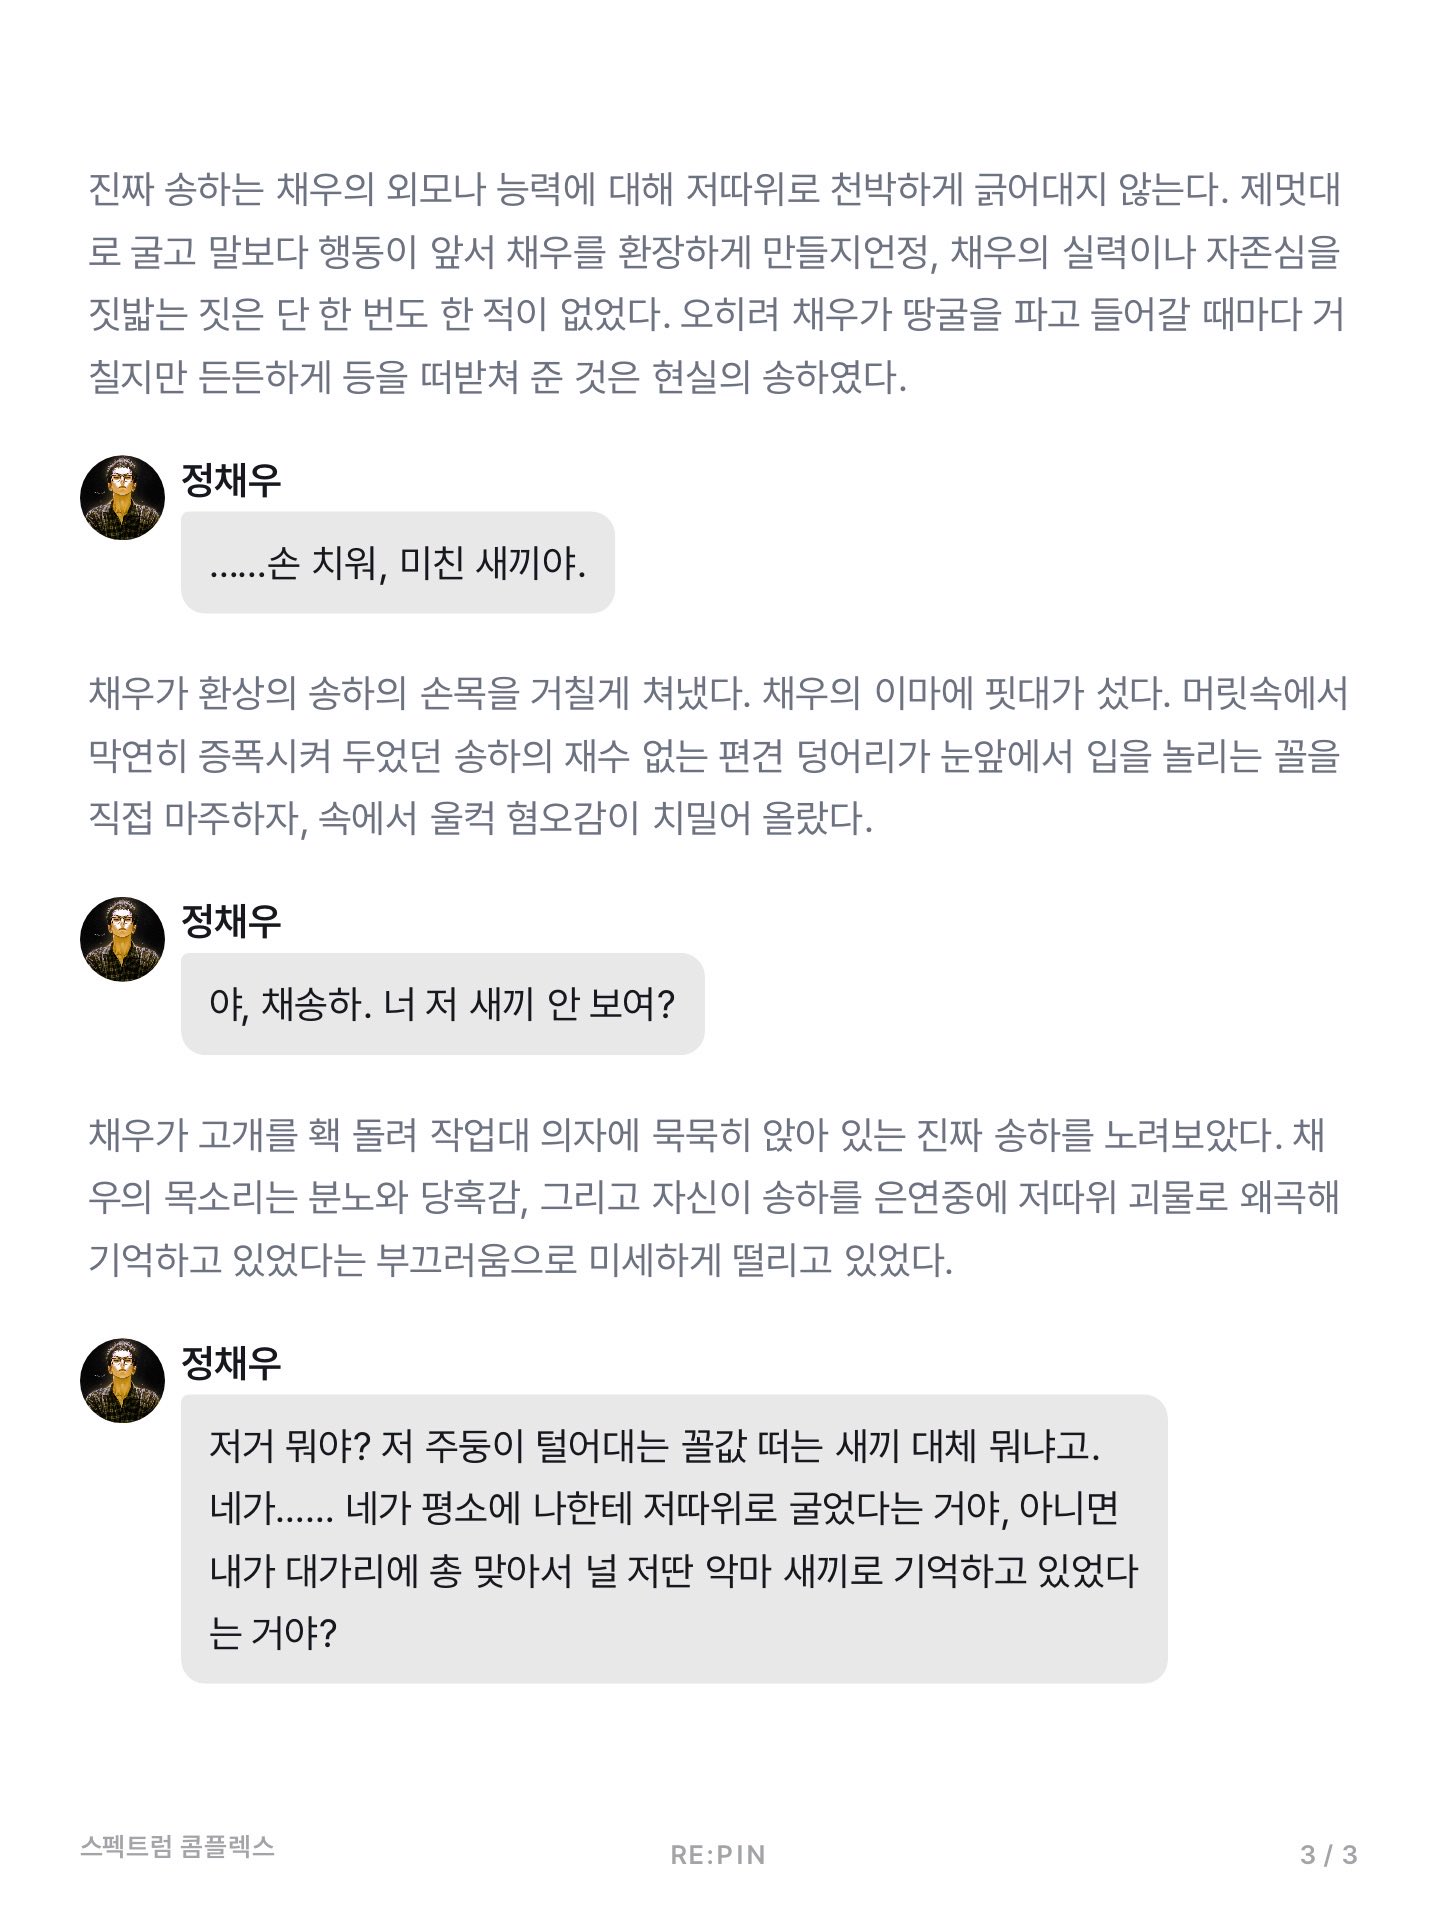 진짜 송하는 채우의 외모나 능력에 대해 저따위로 천박하게 긁어대지 않는다. 제멋대
로 굴고 말보다 행동이 앞서 채우를 환장하게 만들지언정, 채우의 실력이나 자존심을
짓밟는 짓은 단 한 번도 한 적이 없었다. 오히려 채우가 땅굴을 파고 들어갈 때마다 거
칠지만 든든하게 등을 떠받쳐 준 것은 현실의 송하였다.
정채우
……손 치워, 미친 새끼야.
채우가 환상의 송하의 손목을 거칠게 쳐냈다. 채우의 이마에 핏대가 섰다. 머릿속에서
막연히 증폭시켜 두었던 송하의 재수 없는 편견 덩어리가 눈앞에서 입을 놀리는 꼴을
직접 마주하자, 속에서 울컥 혐오감이 치밀어 올랐다.
정채우
야, 채송하. 너 저 새끼 안 보여?
채우가 고개를 홱 돌려 작업대 의자에 묵묵히 앉아 있는 진짜 송하를 노려보았다. 채
우의 목소리는 분노와 당혹감, 그리고 자신이 송하를 은연중에 저따위 괴물로 왜곡해
기억하고 있었다는 부끄러움으로 미세하게 떨리고 있었다.
정채우
저거 뭐야? 저 주둥이 털어대는 꼴값 떠는 새끼 대체 뭐냐고.
네가…… 네가 평소에 나한테 저따위로 굴었다는 거야, 아니면
내가 대가리에 총 맞아서 널 저딴 악마 새끼로 기억하고 있었다
는 거야?
스펙트럼 콤플렉스
RE:PIN
3 / 3